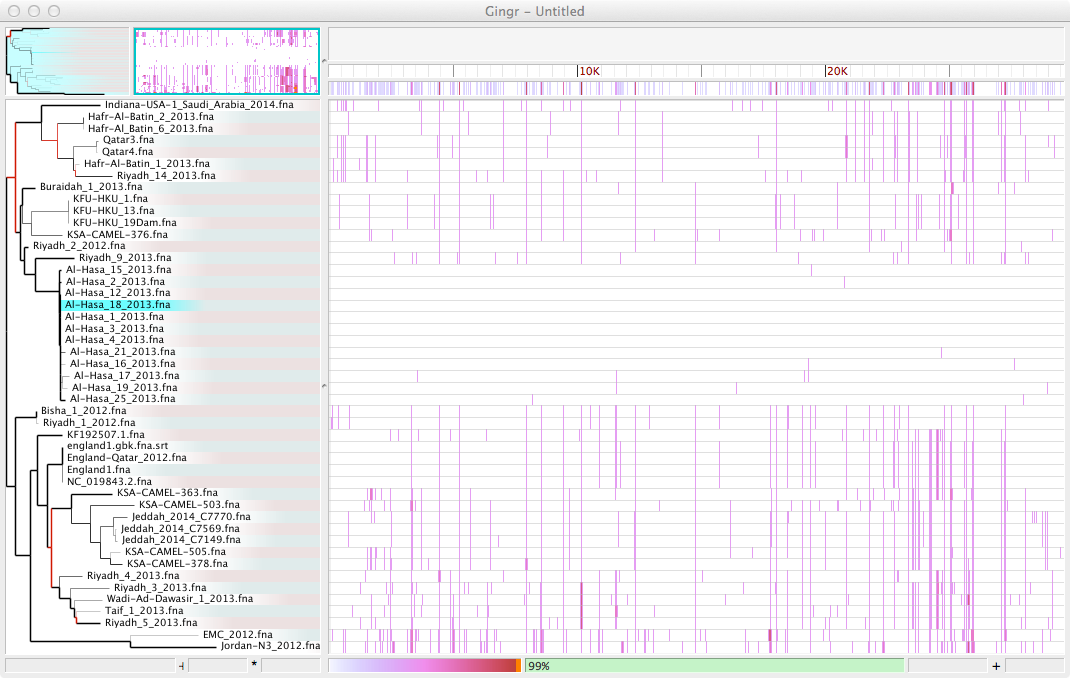 Gingr - Untitled
10K
20K
Indiana-USA-1_Saudi_Arabia_2014.fna
Hafr-Al-Batin_2_2013.fna
Hafr-Al_Batin_6_2013.fna
Qatar3.fna
Qatar4.fna
Hafr-Al-Batin_1_2013.fna
Riyadh_14_2013.fna
Buraidah_1_2013.fna
KFU-HKU_1.fna
KFU-HKU_13.fna
KFU-HKU_19Dam.fna
KSA-CAMEL-376.fna
Riyadh_2_2012.fna
Riyadh_9_2013.fna
Al-Hasa_15_2013.fna
Al-Hasa_2_2013.fna
Al-Hasa_12_2013.fna
Al-Hasa_18_2013.fna
Al-Hasa_1_2013.fna
Al-Hasa_3_2013.fna
Al-Hasa_4_2013.fna
Al-Hasa_21_2013.fna
Al-Hasa_16_2013.fna
Al-Hasa_17_2013.fna
Al-Hasa_19_2013.fna
Al-Hasa_25_2013.fna
Bisha_1_2012.fna
Riyadh_1_2012.fna
KF192507.1.fna
england1.gbk.fna.srt
England-Qatar_2012.fna
England1.fna
NC_019843.2.fna
KSA-CAMEL-363.fna
KSA-CAMEL-503.fna
Jeddah_2014_C7770.fna
Jeddah_2014_C7569.fna
Jeddah_2014_C7149.fna
KSA-CAMEL-505.fna
KSA-CAMEL-378.fna
Riyadh_4_2013.fna
Riyadh_3_2013.fna
Wadi-Ad-Dawasir_1_2013.fna
Taif_1_2013.fna
Riyadh_5_2013.fna
EMC_2012.fna
Jordan-N3_2012.fna
* 99% +